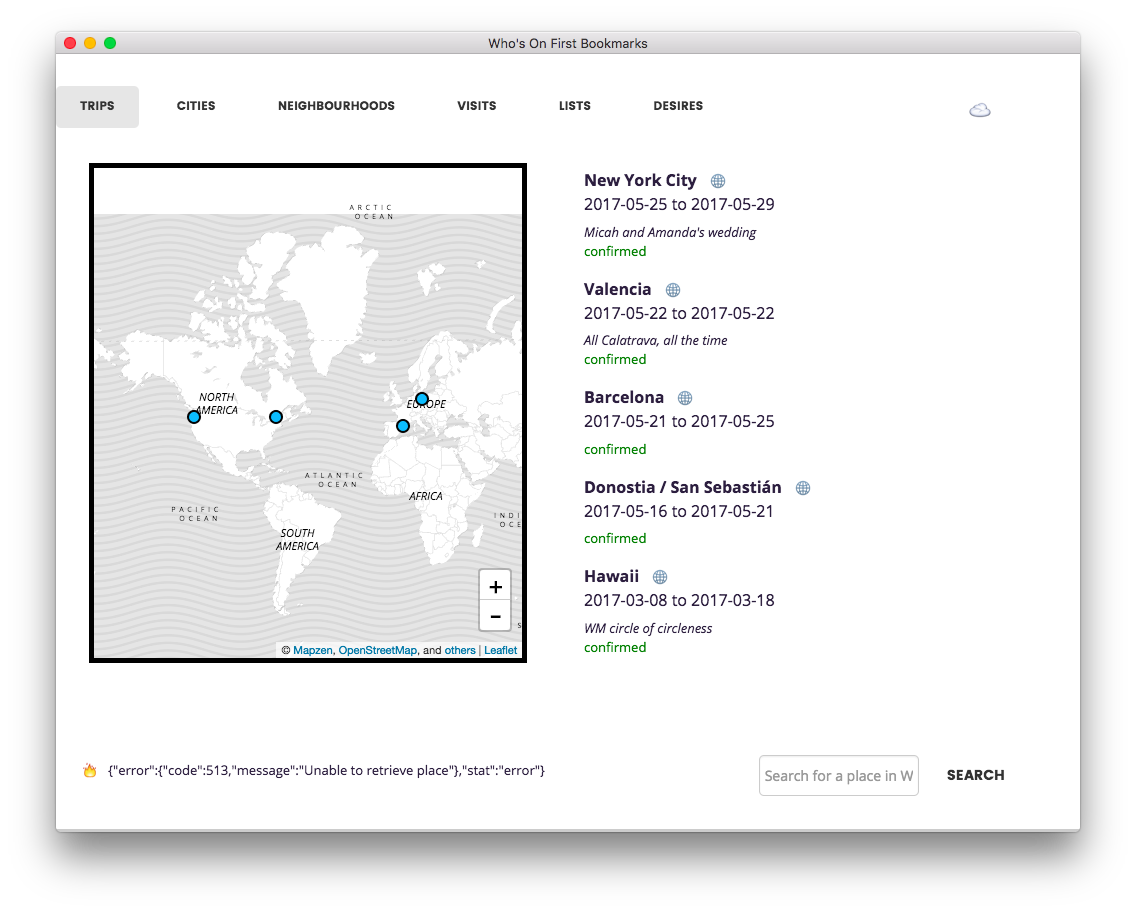 Who's On First Bookmarks
TRIPS CITIES NEIGHBOURHOODS VISITS LISTS DESIRES
ARCTIC
OCEAN
NORTH
AMERICA
EUROPE
ATLANTIC
OCEAN
AFRICA
PACIFIC
OCEAN
INDI
OCE
SOUTH
AMERICA
+
−
S
© Mapzen, OpenStreetMap, and others | Leaflet
New York City
2017-05-25 to 2017-05-29
Micah and Amanda's wedding
confirmed
Valencia
2017-05-22 to 2017-05-22
All Calatrava, all the time
confirmed
Barcelona
2017-05-21 to 2017-05-25
confirmed
Donostia / San Sebastián
2017-05-16 to 2017-05-21
confirmed
Hawaii
2017-03-08 to 2017-03-18
WM circle of circleness
confirmed
{"error":{"code":513,"message":"Unable to retrieve place"},"stat":"error"}
Search for a place in W
SEARCH